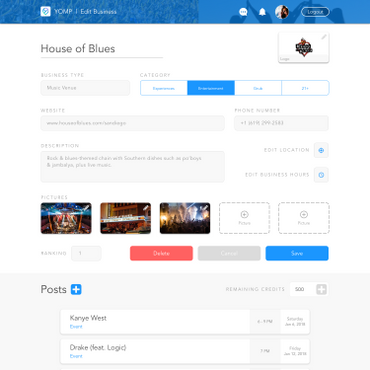 YOMP | Edit Business
Logout
House of Blues
Logo
BUSINESS TYPE
CATEGORY
Music Venue
Experiences
Entertainment
Food
21+
WEBSITE
PHONE NUMBER
www.houseofblues.com/sandiego
+1 (619) 299-2583
DESCRIPTION
Rock- & blues-themed chain with Southern dishes such as po'boys
& jambalya, plus live music.
EDIT LOCATION
EDIT BUSINESS HOURS
PICTURES
Picture
Picture
RANKING
1
Delete
Cancel
Save
Posts
REMAINING CREDITS
500
Kanye West
Event
6 - 9 PM
Saturday
Jan 6, 2018
Drake (feat. Logic)
Event
7 PM
Friday
Jan 12, 2018